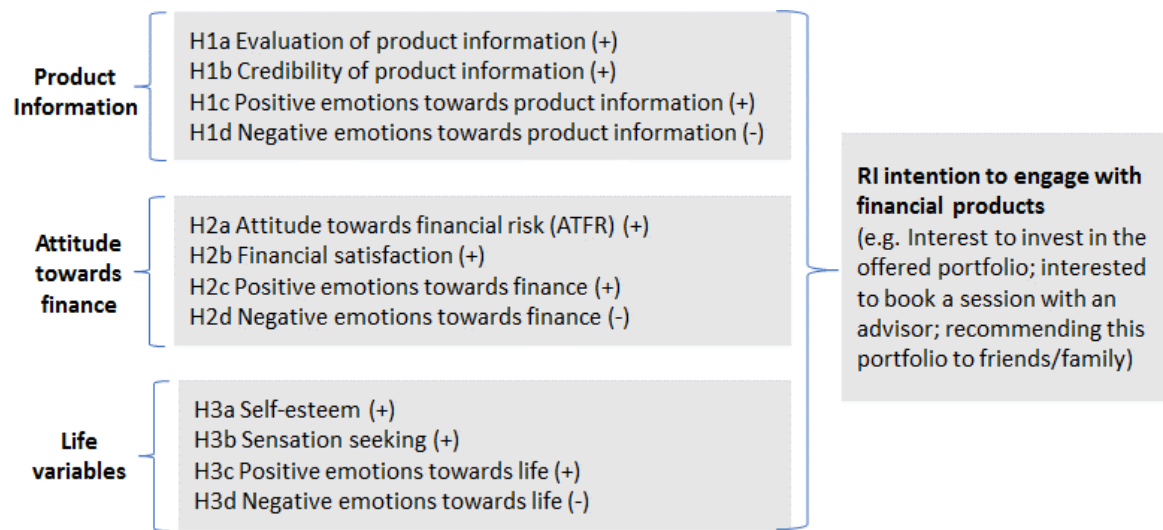 Product
Information
H1a Evaluation of product information (+)
H1b Credibility of product information (+)
H1c Positive emotions towards product information (+)
H1d Negative emotions towards product information (-)
Attitude
towards
finance
H2a Attitude towards financial risk (ATFR) (+)
H2b Financial satisfaction (+)
H2c Positive emotions towards finance (+)
H2d Negative emotions towards finance (-)
Life
variables
H3a Self-esteem (+)
H3b Sensation seeking (+)
H3c Positive emotions towards life (+)
H3d Negative emotions towards life (-)
RI intention to engage with
financial products
(e.g. Interest to invest in the
offered portfolio; interested
to book a session with an
advisor; recommending this
portfolio to friends/family)